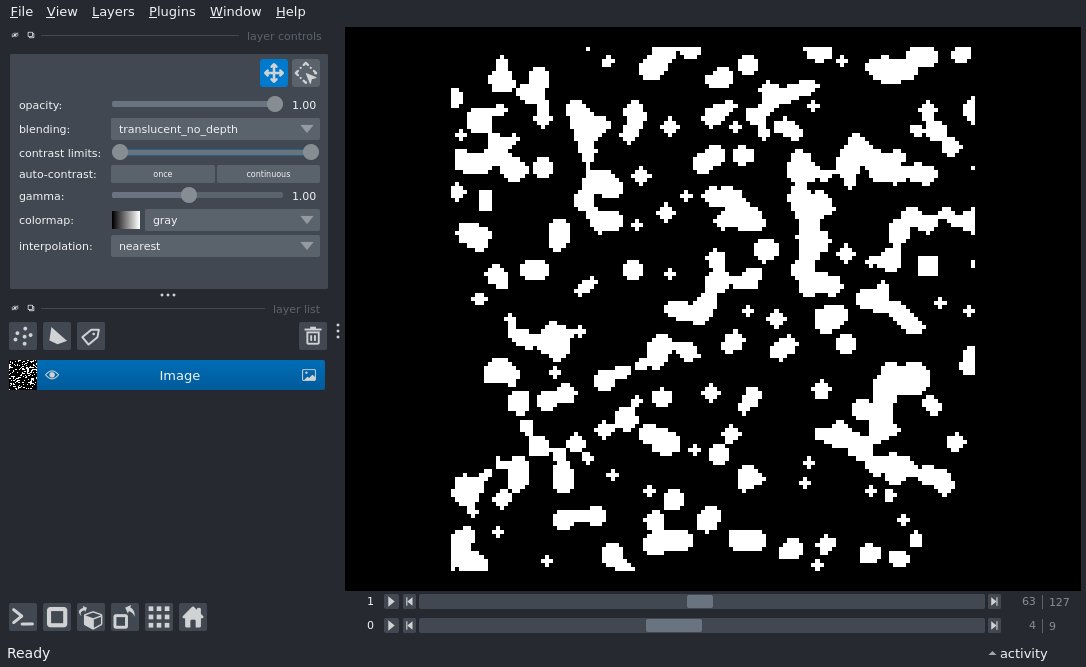 File View Layers Plugins Window Help
layer controls
opacity: 1.00
blending: translucent_no_depth
contrast limits:
auto-contrast: once continuous
gamma: 1.00
colormap: gray
interpolation: nearest
layer list
Image
1 63 127
0 4 9
Ready activity